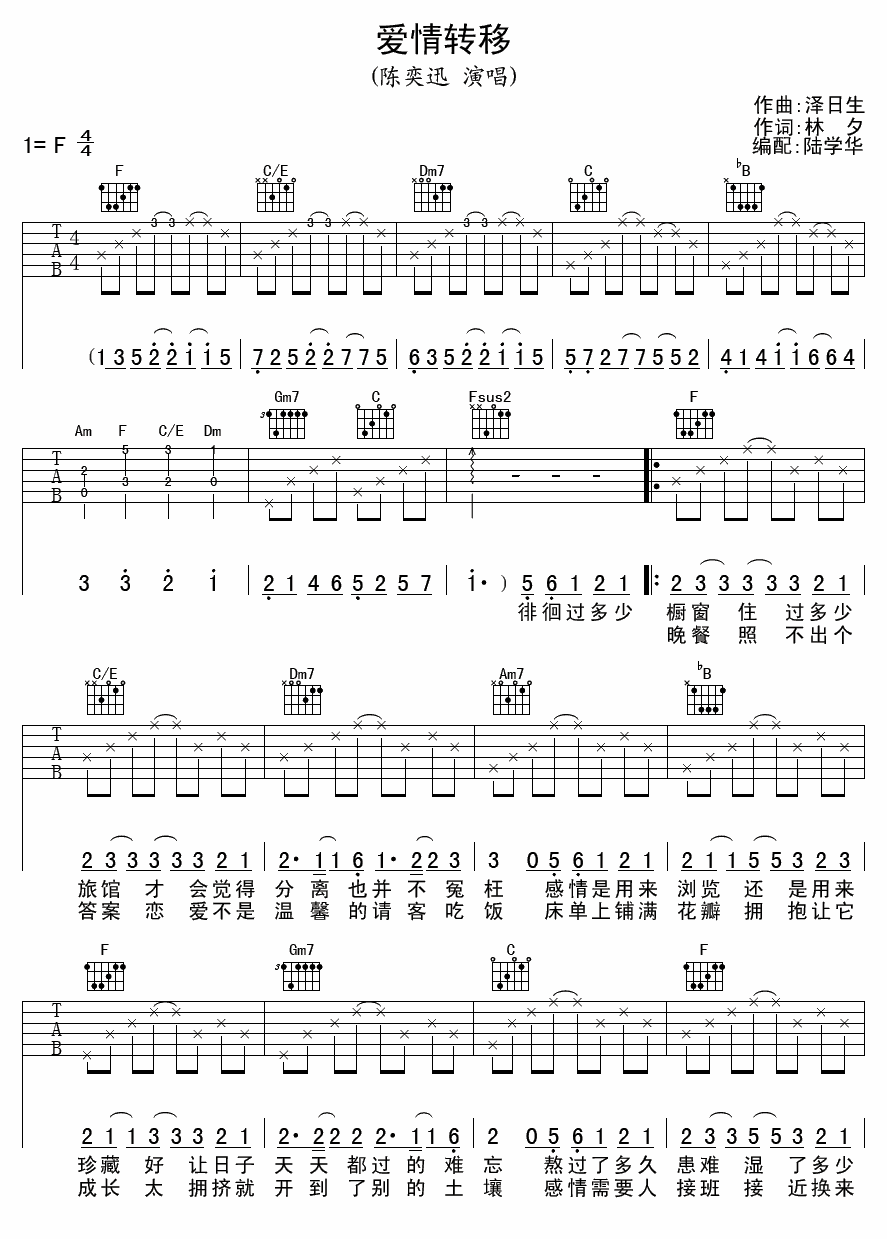 爱情转移
(陈奕迅 演唱)
作曲:泽日生
作词:林 夕
编配:陆学华
1= F 4/4
F C/E Dm7 C ♭B
T A B 4 4 3 3 3 3 3 3
(1 3 5 2 2 1 1 5 7 2 5 2 2 7 7 5 6 3 5 2 2 1 1 5 5 7 2 7 7 5 5 2 4 1 4 1 1 6 6 4
Gm7 C Fsus2 F
Am F C/E Dm
T A B 2 0 5 3 3 2 1 0 - - -
3 3 2 1 2 1 4 6 5 2 5 7 1· ) 5 6 1 2 1 2 3 3 3 3 3 2 1
徘徊过多少 橱窗 住 过多少
晚餐 照 不出个
C/E Dm7 Am7 ♭B
T A B
2 3 3 3 3 3 2 1 2· 1 1 6 1· 2 2 3 3 0 5 6 1 2 1 2 1 1 5 5 3 2 3
旅馆 才 会觉得 分 离 也并 不 冤 枉 感情是用来 浏览 还 是用来
答案 恋 爱不是 温 馨 的请 客 吃 饭 床单上铺满 花瓣 拥 抱让它
F Gm7 C F
T A B
2 1 1 3 3 3 2 1 2· 2 2 2 2· 1 1 6 2 0 5 6 1 2 1 2 3 3 5 5 3 2 1
珍藏 好 让日子 天 天 都过 的 难 忘 熬过了多久 患难 湿 了多少
成长 太 拥挤就 开 到 了别 的 土 壤 感情需要人 接班 接 近换来